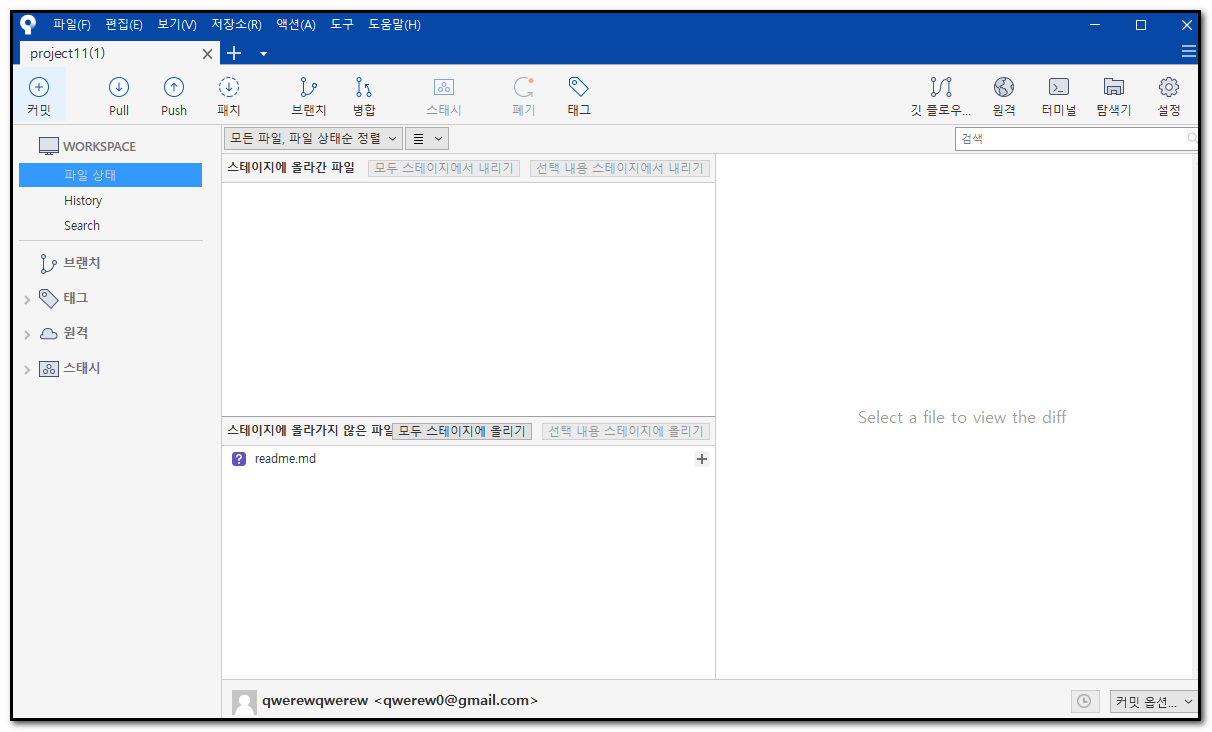 파일(F) 편집(E) 보기(V) 저장소(R) 액션(A) 도구 도움말(H)
project11(1)
커밋 Pull Push 패치 브랜치 병합 스태시 폐기 태그 깃 플로우... 원격 터미널 탐색기 설정
WORKSPACE
파일 상태
History
Search
브랜치
태그
원격
스태시
모든 파일, 파일 상태순 정렬
검색
스테이지에 올라간 파일 모두 스테이지에서 내리기 선택 내용 스테이지에서 내리기
스테이지에 올라가지 않은 파일 모두 스테이지에 올리기 선택 내용 스테이지에 올리기
? readme.md
Select a file to view the diff
qwerewqwerew <qwerew0@gmail.com>
커밋 옵션...